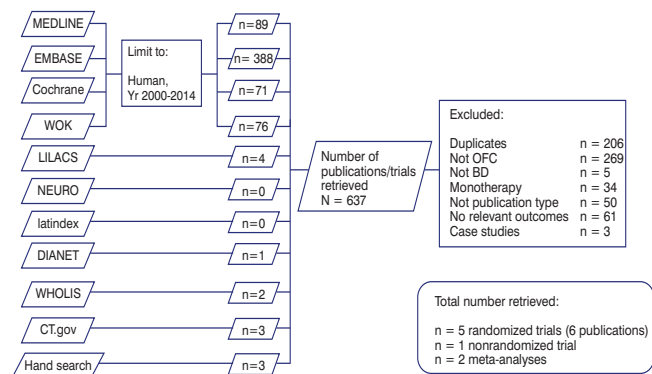 MEDLINE
n=89
EMBASE
n= 388
Cochrane
n=71
WOK
n=76
Limit to:
Human,
Yr 2000-2014
LILACS
n=4
NEURO
n=0
latindex
n=0
DIANET
n=1
WHOLIS
n=2
CT.gov
n=3
Hand search
n=3
Number of
publications/trials
retrieved
N = 637
Excluded:
Duplicates n = 206
Not OFC n = 269
Not BD n = 5
Monotherapy n = 34
Not publication type n = 50
No relevant outcomes n = 61
Case studies n = 3
Total number retrieved:
n = 5 randomized trials (6 publications)
n = 1 nonrandomized trial
n = 2 meta-analyses